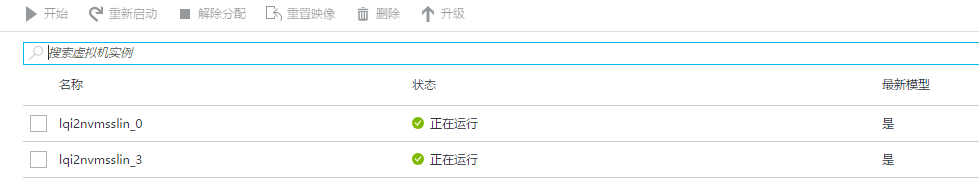 开始 重新启动 解除分配 重置映像 删除 升级
搜索虚拟机实例
名称 状态 最新模型
lqi2nvmsslin_0 正在运行 是
lqi2nvmsslin_3 正在运行 是